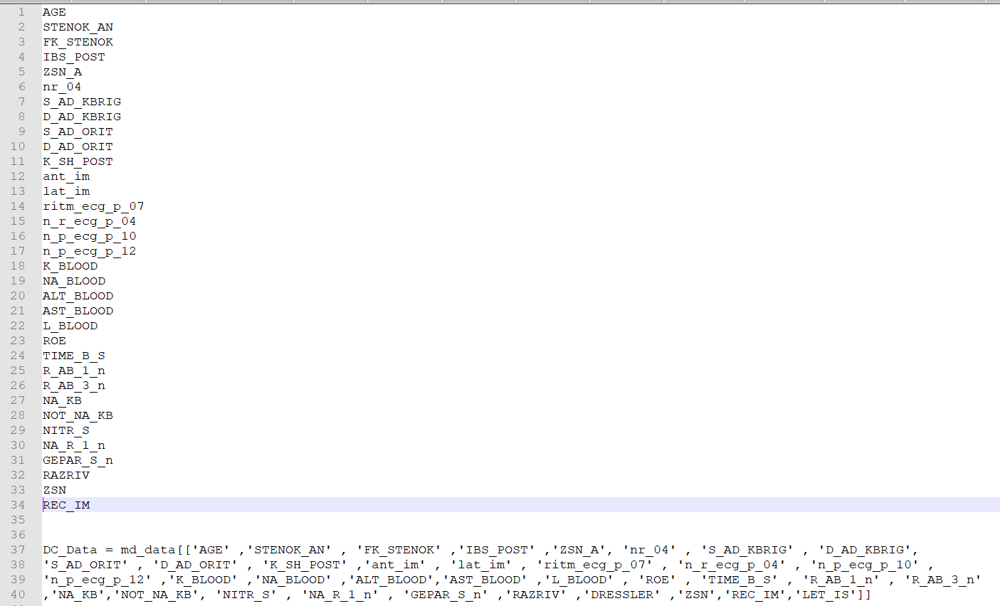 1 AGE
2 STENOK_AN
3 FK_STENOK
4 IBS_POST
5 ZSN_A
6 nr_04
7 S_AD_KBRIG
8 D_AD_KBRIG
9 S_AD_ORIT
10 D_AD_ORIT
11 K_SH_POST
12 ant_im
13 lat_im
14 ritm_ecg_p_07
15 n_r_ecg_p_04
16 n_p_ecg_p_10
17 n_p_ecg_p_12
18 K_BLOOD
19 NA_BLOOD
20 ALT_BLOOD
21 AST_BLOOD
22 L_BLOOD
23 ROE
24 TIME_B_S
25 R_AB_1_n
26 R_AB_3_n
27 NA_KB
28 NOT_NA_KB
29 NITR_S
30 NA_R_1_n
31 GEPAR_S_n
32 RAZRIV
33 ZSN
34 REC_IM
35
36
37 DC_Data = md_data[['AGE' ,'STENOK_AN' , 'FK_STENOK' ,'IBS_POST' ,'ZSN_A', 'nr_04' , 'S_AD_KBRIG' , 'D_AD_KBRIG',
38 'S_AD_ORIT' , 'D_AD_ORIT' , 'K_SH_POST' ,'ant_im' , 'lat_im' , 'ritm_ecg_p_07' , 'n_r_ecg_p_04' , 'n_p_ecg_p_10' ,
39 'n_p_ecg_p_12' ,'K_BLOOD' ,'NA_BLOOD' ,'ALT_BLOOD','AST_BLOOD' ,'L_BLOOD' , 'ROE' , 'TIME_B_S' , 'R_AB_1_n' , 'R_AB_3_n'
40 ,'NA_KB','NOT_NA_KB', 'NITR_S' , 'NA_R_1_n' , 'GEPAR_S_n' ,'RAZRIV' ,'DRESSLER' ,'ZSN','REC_IM','LET_IS']]